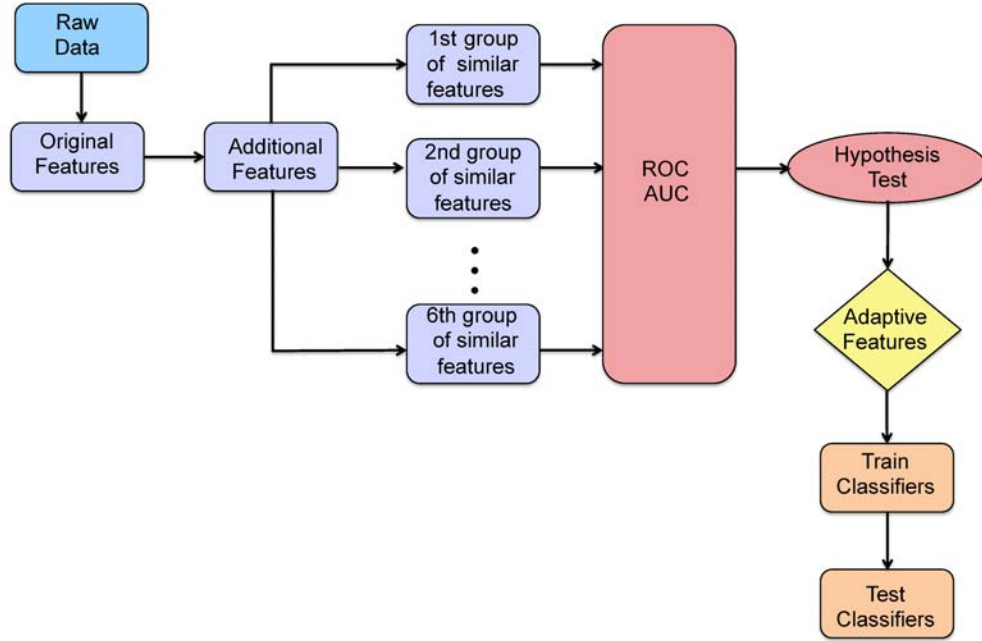 Raw
Data
Original
Features
Additional
Features
1st group
of similar
features
2nd group
of similar
features
6th group
of similar
features
ROC
AUC
Hypothesis
Test
Adaptive
Features
Train
Classifiers
Test
Classifiers